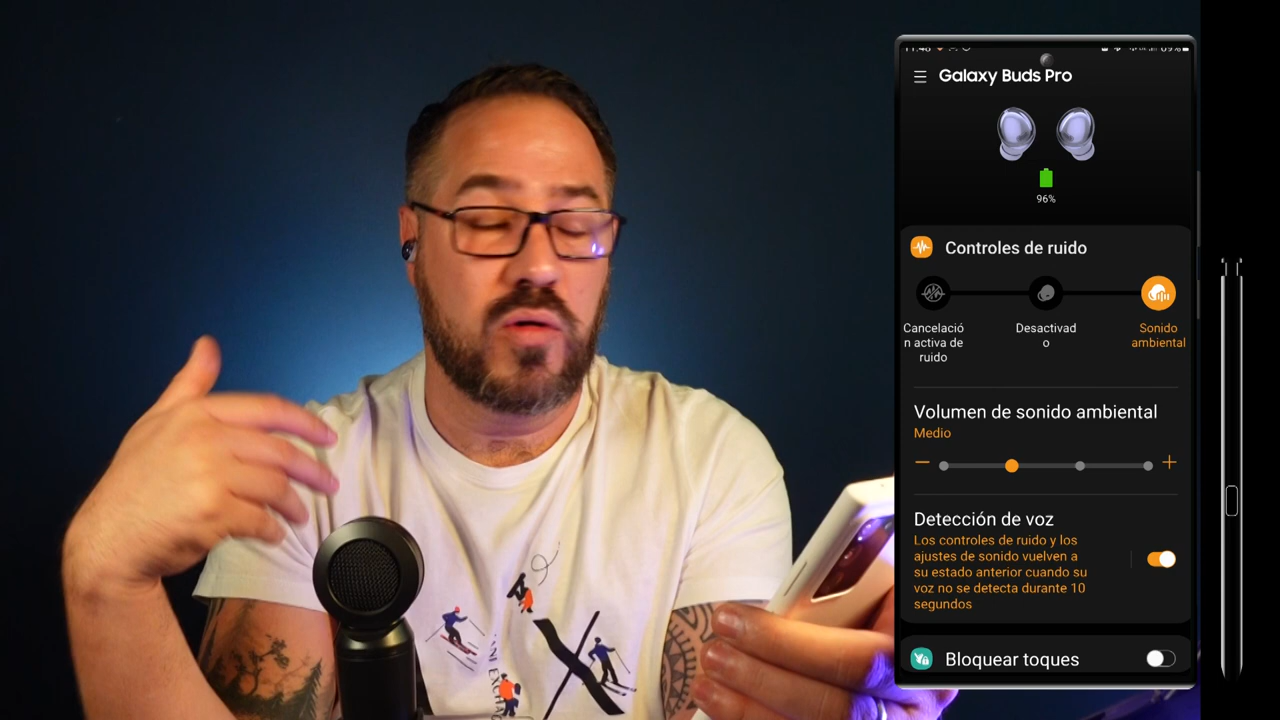 Galaxy Buds Pro
96%
Controles de ruido
Cancelació
n activa de
ruido
Desactivad
o
Sonido
ambiental
Volumen de sonido ambiental
Medio
Detección de voz
Los controles de ruido y los
ajustes de sonido vuelven a
su estado anterior cuando su
voz no se detecta durante 10
segundos
Bloquear toques